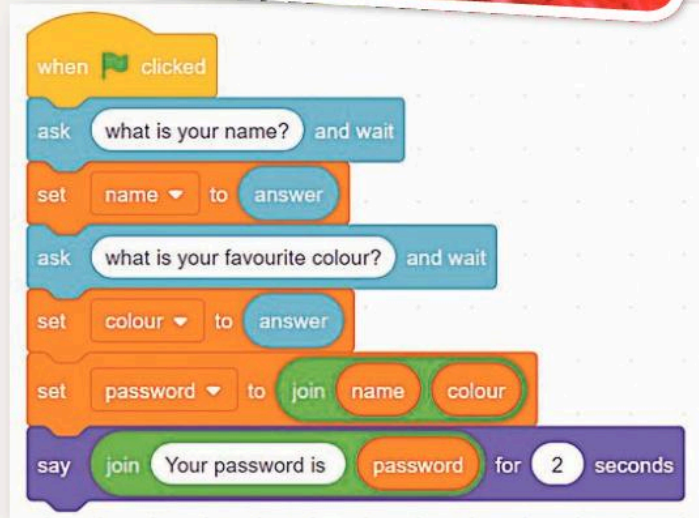 when clicked
ask what is your name? and wait
set name to answer
ask what is your favourite colour? and wait
set colour to answer
set password to join name colour
say join Your password is password for 2 seconds